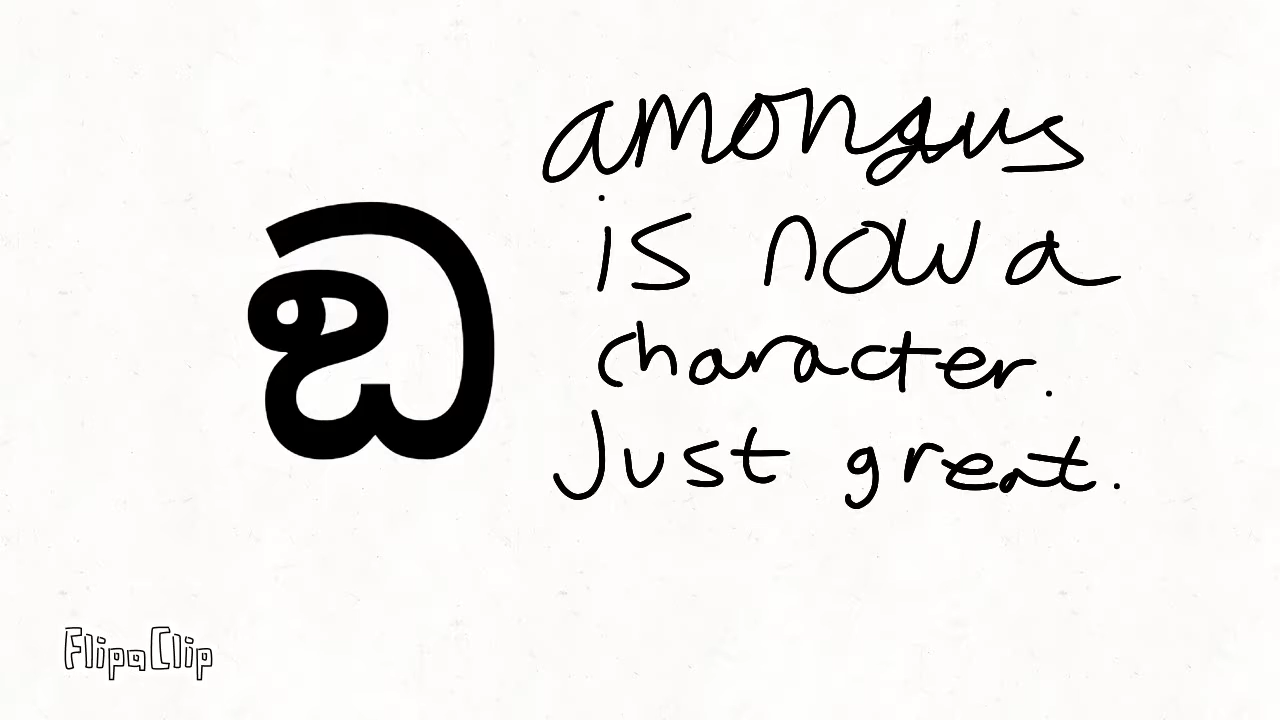 ඞ
amongus
is now a
character.
Just great.
FlipaClip